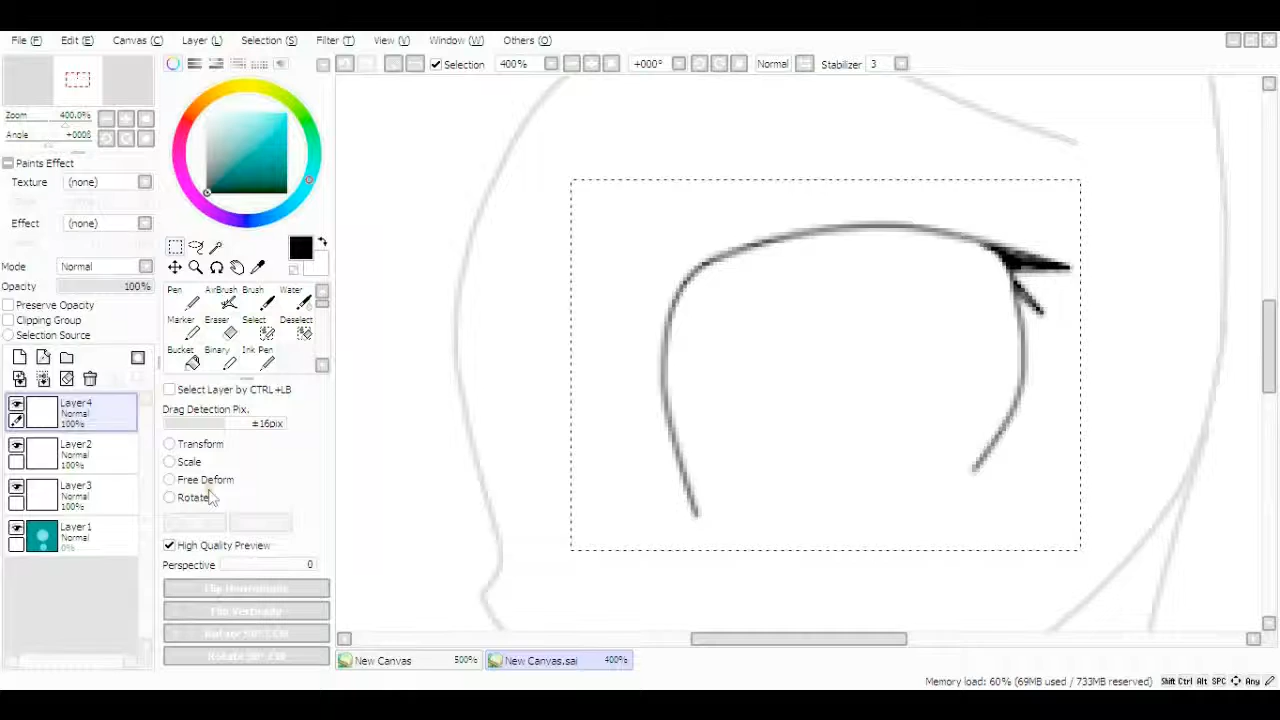 File (F) Edit (E) Canvas (C) Layer (L) Selection (S) Filter (T) View (V) Window (W) Others (O)
Selection 400% +000° Normal Stabilizer 3
Zoom 400.0%
Angle
Paints Effect
Texture (none)
Effect (none)
Mode Normal
Opacity 100%
Preserve Opacity
Clipping Group
Selection Source
Layer4
Normal
100%
Layer2
Normal
100%
Layer3
Normal
100%
Layer1
Normal
0%
Pen AirBrush Brush Water
Marker Eraser Select Deselect
Bucket Binary Ink Pen
Select Layer by CTRL+LB
Drag Detection Pix.
±16pix
Transform
Scale
Free Deform
Rotate
High Quality Preview
Perspective 0
New Canvas 500% New Canvas.sai 400%
Memory load: 60% (69MB used / 733MB reserved) Shift Ctrl Alt SPC Any